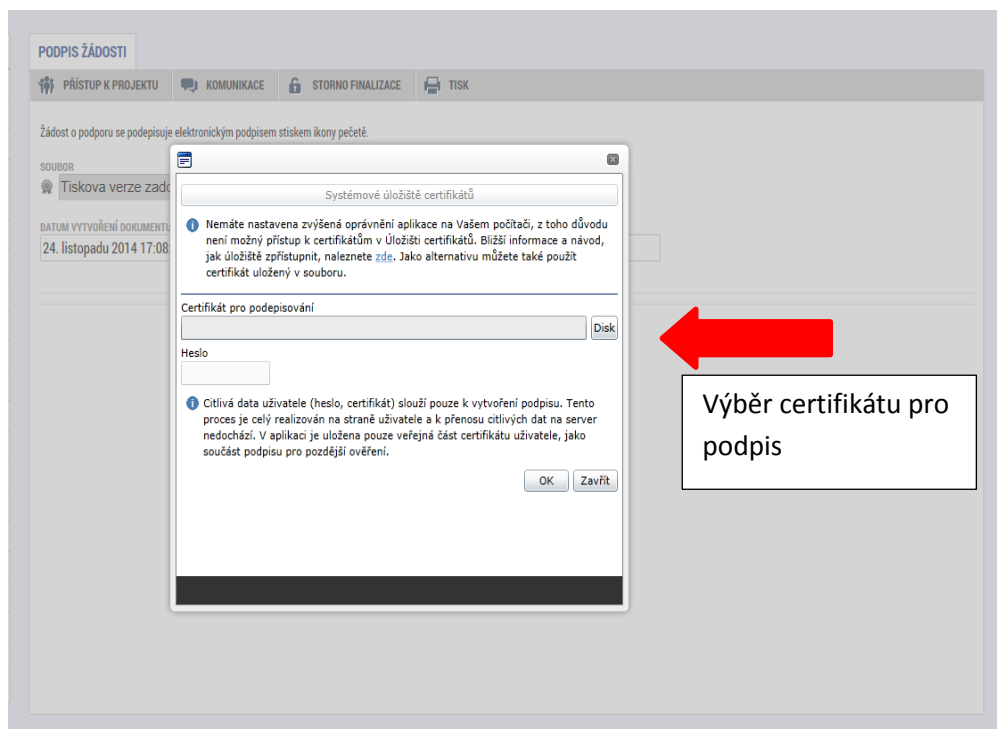 PODPIS ŽÁDOSTI
PŘÍSTUP K PROJEKTU KOMUNIKACE STORNO FINALIZACE TISK
Žádost o podporu se podepisuje elektronickým podpisem stiskem ikony pečetě.
SOUBOR
Tiskova verze zado
DATUM VYTVOŘENÍ DOKUMENTU
24. listopadu 2014 17:08:
Systémové úložiště certifikátů
Nemáte nastavena zvýšená oprávnění aplikace na Vašem počítači, z toho důvodu
není možný přístup k certifikátům v Úložišti certifikátů. Bližší informace a návod,
jak úložiště zpřístupnit, naleznete zde. Jako alternativu můžete také použít
certifikát uložený v souboru.
Certifikát pro podepisování
Disk
Heslo
Citlivá data uživatele (heslo, certifikát) slouží pouze k vytvoření podpisu. Tento
proces je celý realizován na straně uživatele a k přenosu citlivých dat na server
nedochází. V aplikaci je uložena pouze veřejná část certifikátu uživatele, jako
součást podpisu pro pozdější ověření.
OK Zavřít
Výběr certifikátu pro
podpis